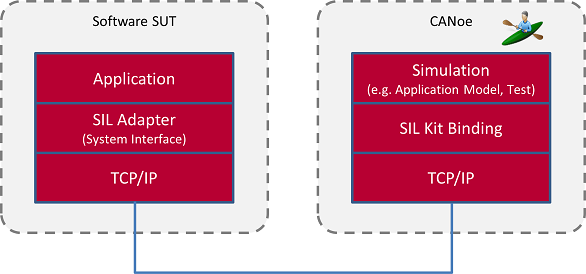 Software SUT
Application
SIL Adapter
(System Interface)
TCP/IP
CANoe
Simulation
(e.g. Application Model, Test)
SIL Kit Binding
TCP/IP